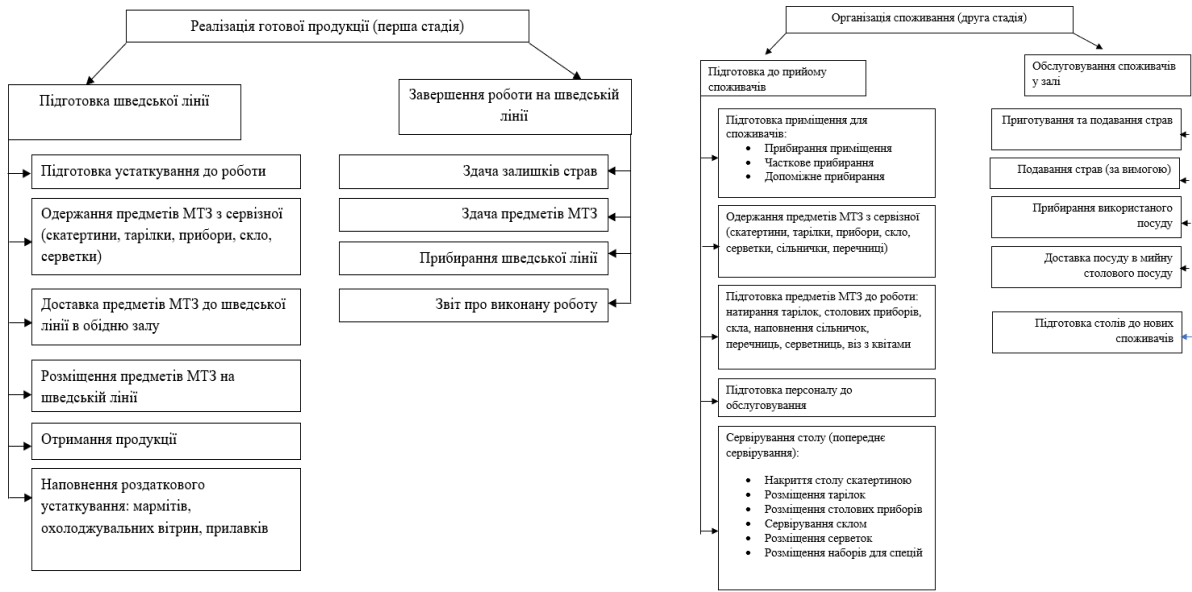 Реалізація готової продукції (перша стадія)
Підготовка шведської лінії
Підготовка устаткування до роботи
Одержання предметів МТЗ з сервізної
(скатертини, тарілки, прибори, скло,
серветки)
Доставка предметів МТЗ до шведської
лінії в обідню залу
Розміщення предметів МТЗ на
шведській лінії
Отримання продукції
Наповнення роздаткового
устаткування: мармітів,
охолоджувальних вітрин, прилавків
Завершення роботи на шведській
лінії
Здача залишків страв
Здача предметів МТЗ
Прибирання шведської лінії
Звіт про виконану роботу
Організація споживання (друга стадія)
Підготовка до прийому
споживачів
Підготовка приміщення для
споживачів:
• Прибирання приміщення
• Часткове прибирання
• Допоміжне прибирання
Одержання предметів МТЗ з сервізної
(скатертини, тарілки, прибори, скло,
серветки, сільнички, перечниці)
Підготовка предметів МТЗ до роботи:
натирання тарілок, столових приборів,
скла, наповнення сільничок,
перечниць, серветниць, віз з квітами
Підготовка персоналу до
обслуговування
Сервірування столу (попереднє
сервірування):
• Накриття столу скатертиною
• Розміщення тарілок
• Розміщення столових приборів
• Сервірування склом
• Розміщення серветок
• Розміщення наборів для спецій
Обслуговування споживачів
у залі
Приготування та подавання страв
Подавання страв (за вимогою)
Прибирання використаного
посуду
Доставка посуду в мийну
столового посуду
Підготовка столів до нових
споживачів